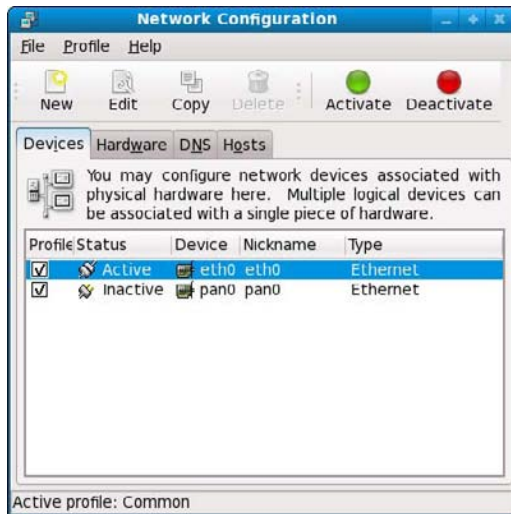 Network Configuration
File Profile Help
New Edit Copy Delete Activate Deactivate
Devices Hardware DNS Hosts
You may configure network devices associated with
physical hardware here. Multiple logical devices can
be associated with a single piece of hardware.
Profile Status Device Nickname Type
Active eth0 eth0 Ethernet
Inactive pan0 pan0 Ethernet
Active profile: Common